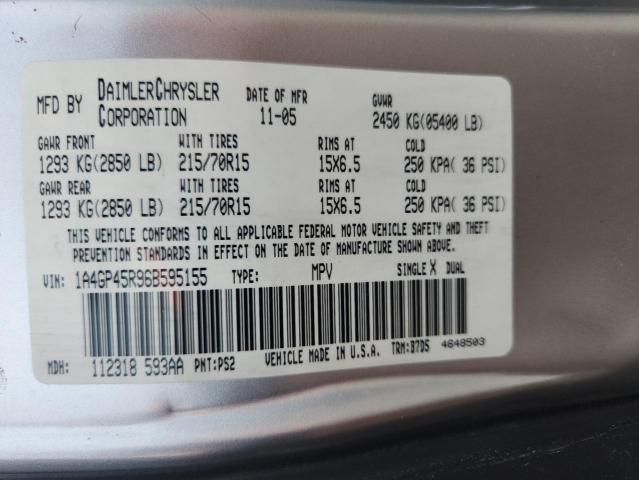 MFD BY DAIMLERCHRYSLER CORPORATION DATE OF MFR 11-05 GVWR 2450 KG(05400 LB)
GAWR FRONT WITH TIRES RIMS AT COLD
1293 KG(2850 LB) 215/70R15 15X6.5 250 KPA( 36 PSI)
GAWR REAR WITH TIRES RIMS AT COLD
1293 KG(2850 LB) 215/70R15 15X6.5 250 KPA( 36 PSI)
THIS VEHICLE CONFORMS TO ALL APPLICABLE FEDERAL MOTOR VEHICLE SAFETY AND THEFT
PREVENTION STANDARDS IN EFFECT ON THE DATE OF MANUFACTURE SHOWN ABOVE.
VIN: 1A4GP45R96B595155 TYPE: MPV SINGLE X DUAL
MDH: 112318 593AA PNT:PS2 VEHICLE MADE IN U.S.A. TRM:B7D5 4648503